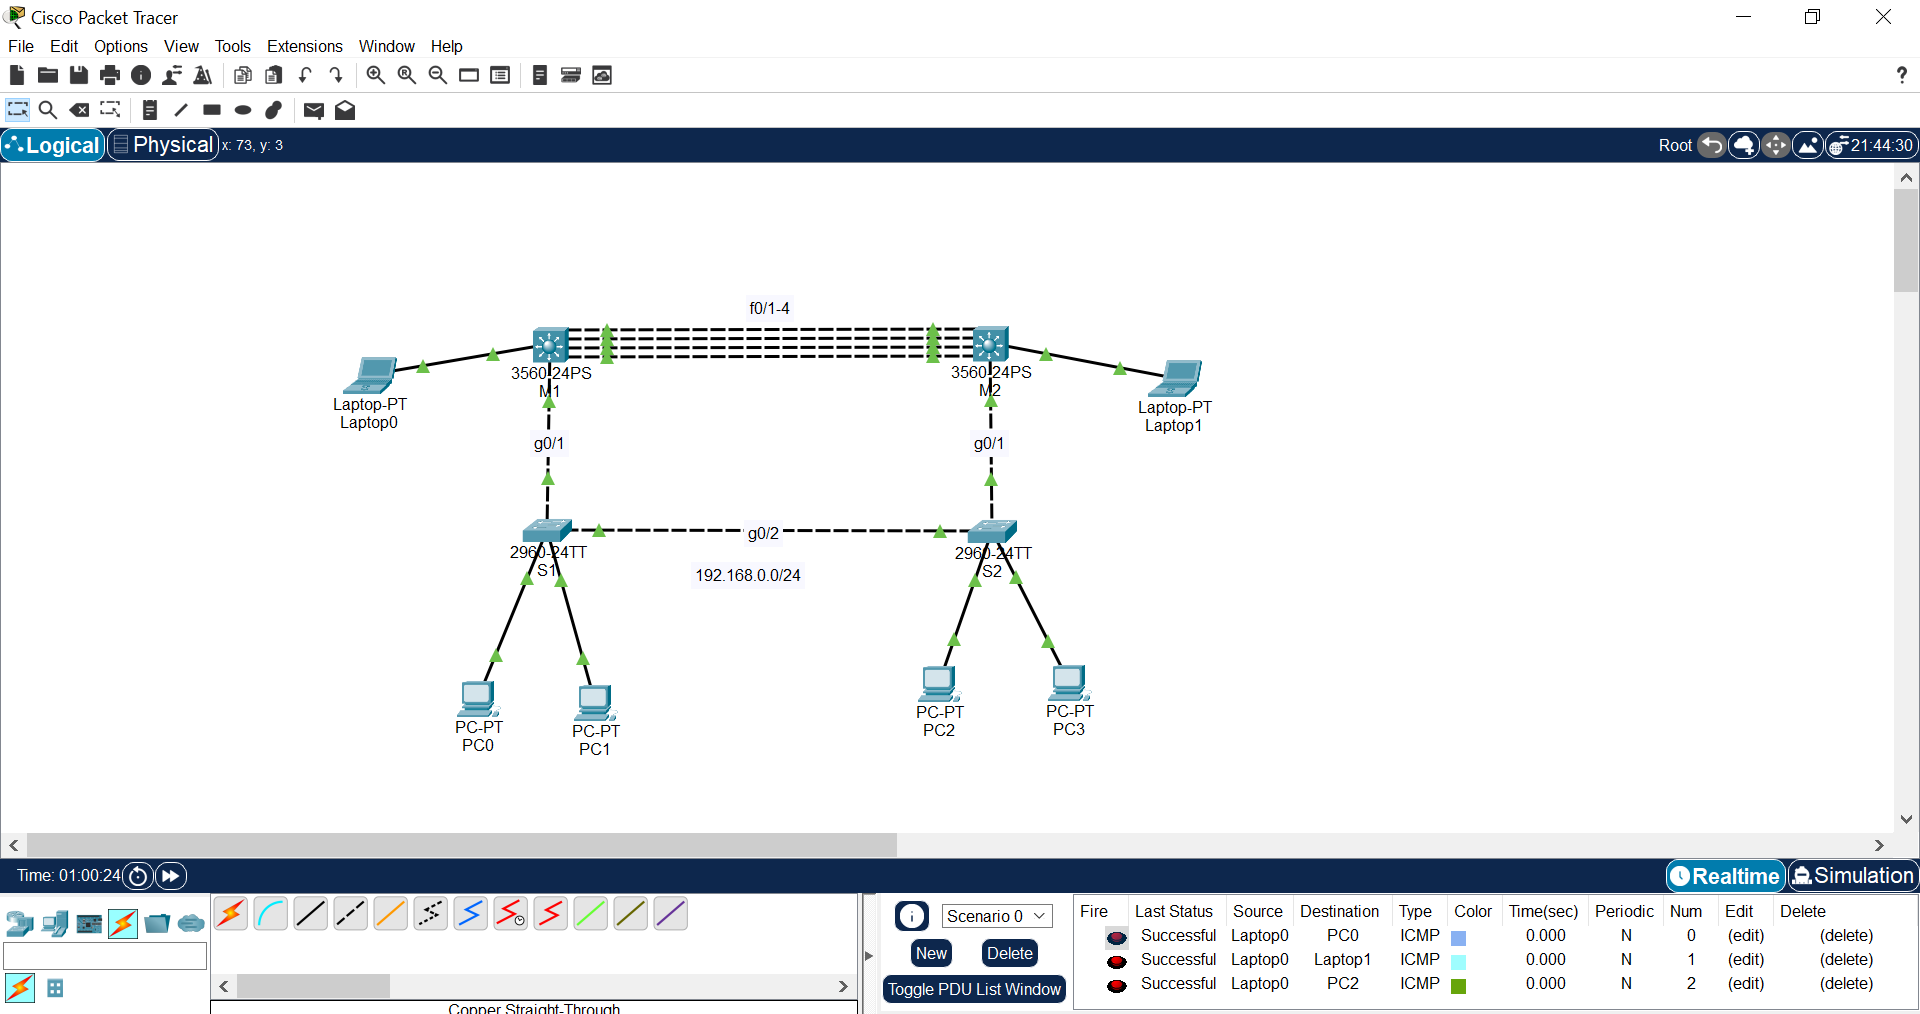 Cisco Packet Tracer
File Edit Options View Tools Extensions Window Help
?
Logical Physical x: 73, y: 3 Root 21:44:30
f0/1-4
3560-24PS
M1
3560-24PS
M2
Laptop-PT
Laptop0
Laptop-PT
Laptop1
g0/1
g0/1
g0/2
2960-24TT
S1
2960-24TT
S2
192.168.0.0/24
PC-PT
PC0
PC-PT
PC1
PC-PT
PC2
PC-PT
PC3
Time: 01:00:24 Realtime Simulation
Scenario 0
New Delete
Toggle PDU List Window
Copper Straight-Through
Fire Last Status Source Destination Type Color Time(sec) Periodic Num Edit Delete
Successful Laptop0 PC0 ICMP 0.000 N 0 (edit) (delete)
Successful Laptop0 Laptop1 ICMP 0.000 N 1 (edit) (delete)
Successful Laptop0 PC2 ICMP 0.000 N 2 (edit) (delete)